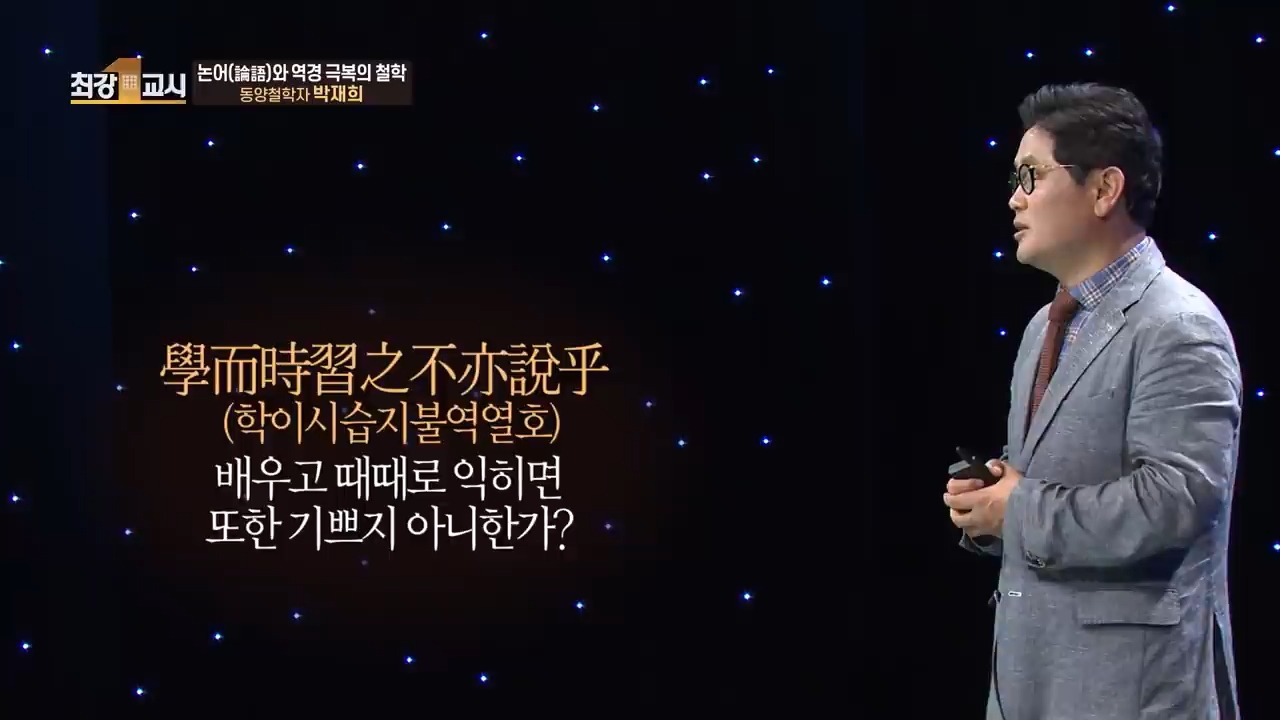 최강1교시
논어(論語)와 역경 극복의 철학
동양철학자 박재희
學而時習之不亦說乎
(학이시습지불역열호)
배우고 때때로 익히면
또한 기쁘지 아니한가?